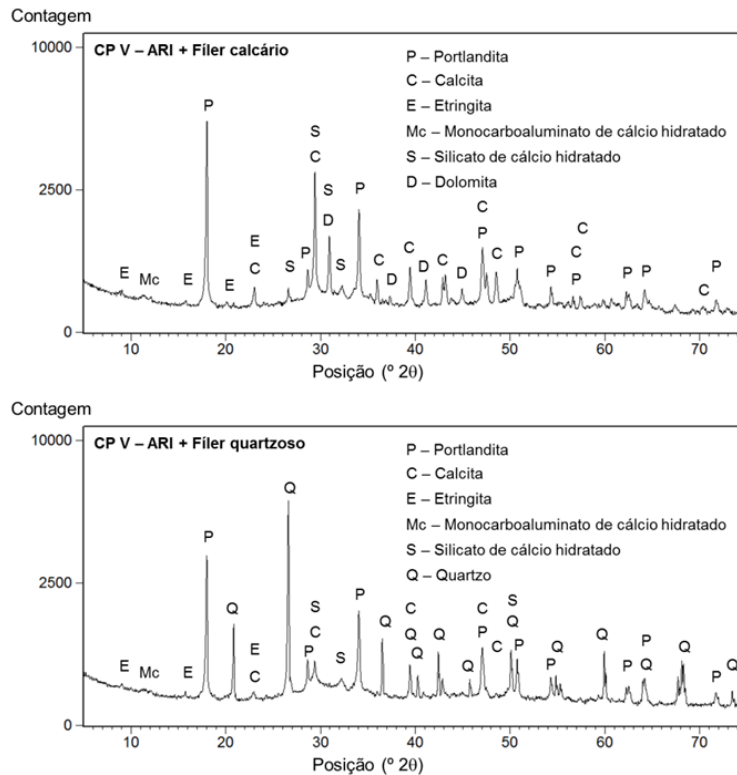 Contagem
10000
CP V – ARI + Fíler calcário
P – Portlandita
C – Calcita
E – Etringita
Mc – Monocarboaluminato de cálcio hidratado
S – Silicato de cálcio hidratado
D – Dolomita
P
S
C
S
D
P
2500
E
Mc
E
E
E
C
S
P
S
C
D
C
D
C
D
C
P
C
P
P
C
C
P
P
P
C
P
0
10 20 30 40 50 60 70
Posição (º 2θ)
Contagem
10000
CP V – ARI + Fíler quartzoso
P – Portlandita
C – Calcita
E – Etringita
Mc – Monocarboaluminato de cálcio hidratado
S – Silicato de cálcio hidratado
Q – Quartzo
Q
P
Q
S
C
P
2500
E
Mc
E
E
C
P
S
Q
C
Q
Q
Q
Q
C
P
C
S
Q
P
P
Q
Q
P
P
Q
Q
P
Q
0
10 20 30 40 50 60 70
Posição (º 2θ)